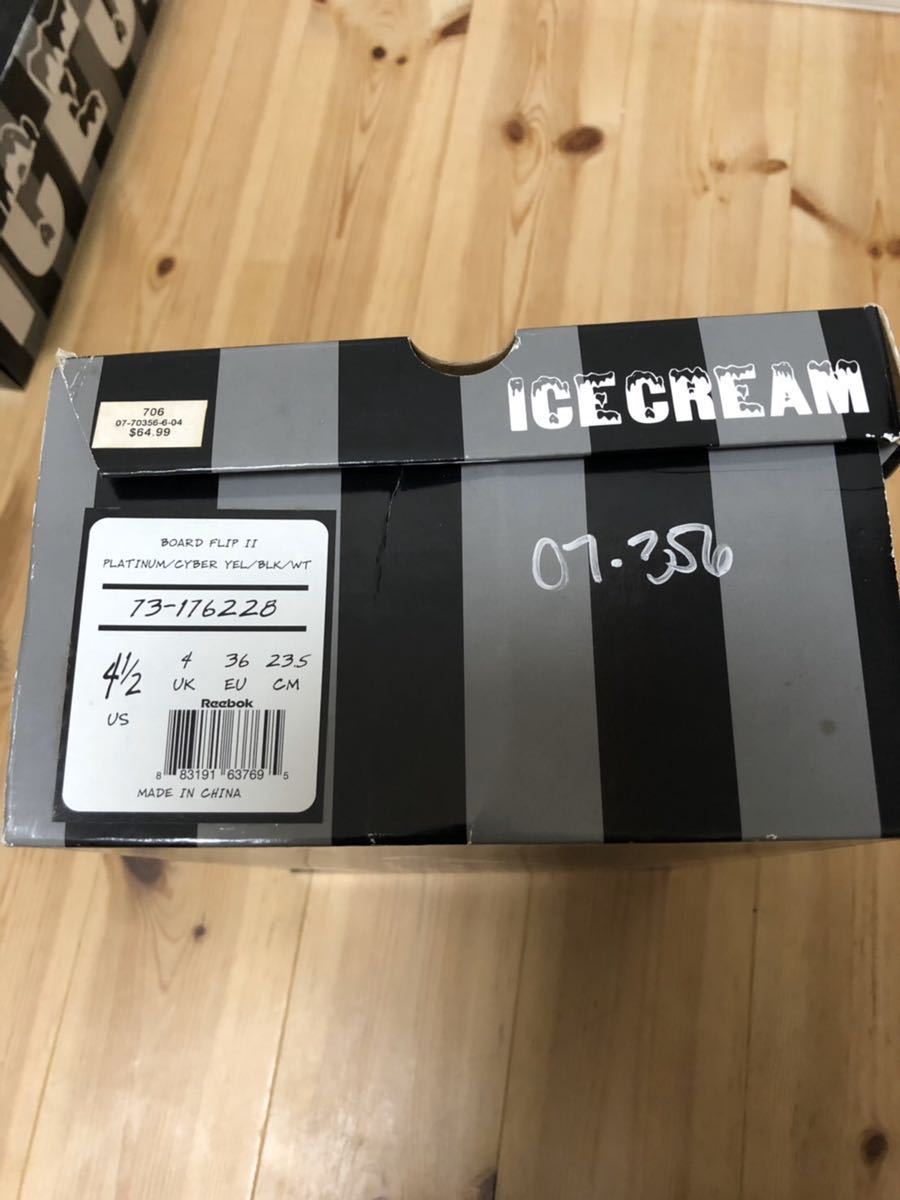 ICECREAM
706
07-70356-6-04
$64.99
07.356
BOARD FLIP II
PLATINUM/CYBER YEL/BLK/WT
73-176228
4½ 4 36 23.5
US UK EU CM
Reebok
8 83191 63769 5
MADE IN CHINA